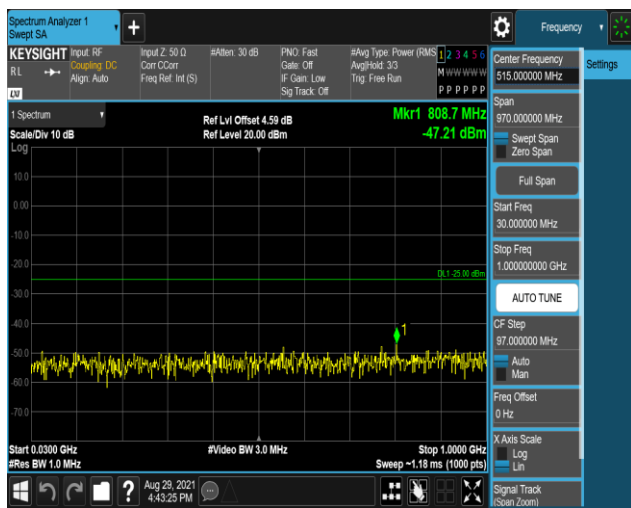 Spectrum Analyzer 1
Swept SA
Frequency
KEYSIGHT
RL
LXI
Input: RF
Coupling: DC
Align: Auto
Input Z: 50 Ω
Corr CCorr
Freq Ref: Int (S)
#Atten: 30 dB
PNO: Fast
Gate: Off
IF Gain: Low
Sig Track: Off
#Avg Type: Power (RMS
Avg|Hold: 3/3
Trig: Free Run
1 2 3 4 5 6
M W W W W W
P P P P P P
1 Spectrum
Scale/Div 10 dB
Log
Ref Lvl Offset 4.59 dB
Ref Level 20.00 dBm
Mkr1 808.7 MHz
-47.21 dBm
10.0
0.00
-10.0
-20.0
DL1 -25.00 dBm
-30.0
-40.0
1
-50.0
-60.0
-70.0
Start 0.0300 GHz
#Res BW 1.0 MHz
#Video BW 3.0 MHz
Stop 1.0000 GHz
Sweep ~1.18 ms (1000 pts)
Center Frequency
515.000000 MHz
Settings
Span
970.000000 MHz
Swept Span
Zero Span
Full Span
Start Freq
30.000000 MHz
Stop Freq
1.000000000 GHz
AUTO TUNE
CF Step
97.000000 MHz
Auto
Man
Freq Offset
0 Hz
X Axis Scale
Log
Lin
Signal Track
(Span Zoom)
?
Aug 29, 2021
4:43:25 PM